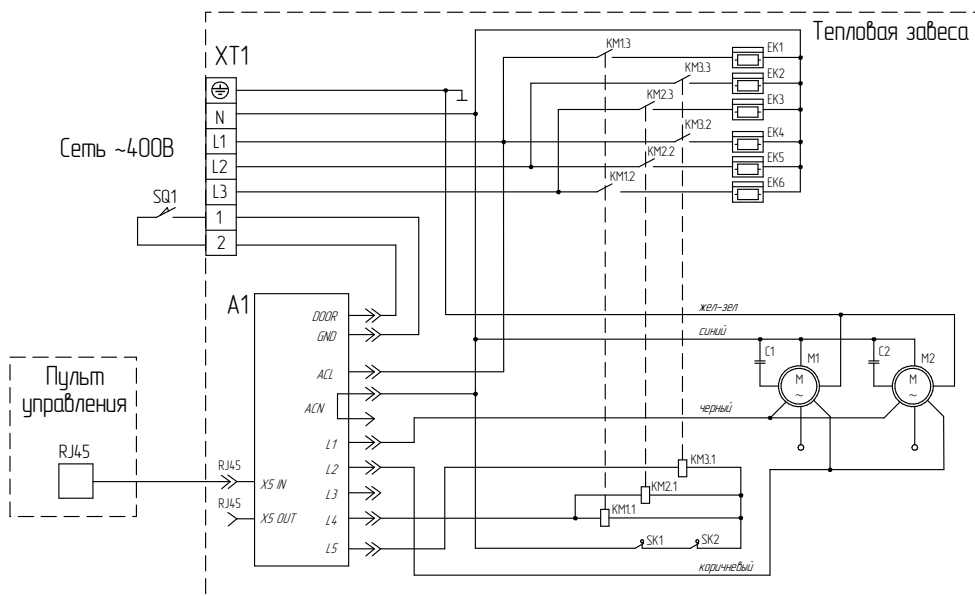 Тепловая завеса
XT1
N
L1
L2
L3
1
2
Сеть ~400В
SQ1
KM1.3
EK1
KM3.3
EK2
KM2.3
EK3
KM3.2
EK4
KM2.2
EK5
KM1.2
EK6
A1
DOOR
GND
ACL
ACN
L1
L2
L3
L4
L5
X5 IN
X5 OUT
RJ45
RJ45
Пульт
управления
RJ45
жел-зел
синий
C1
M1
M
~
C2
M2
M
~
черный
KM3.1
KM2.1
KM1.1
SK1
SK2
коричневый